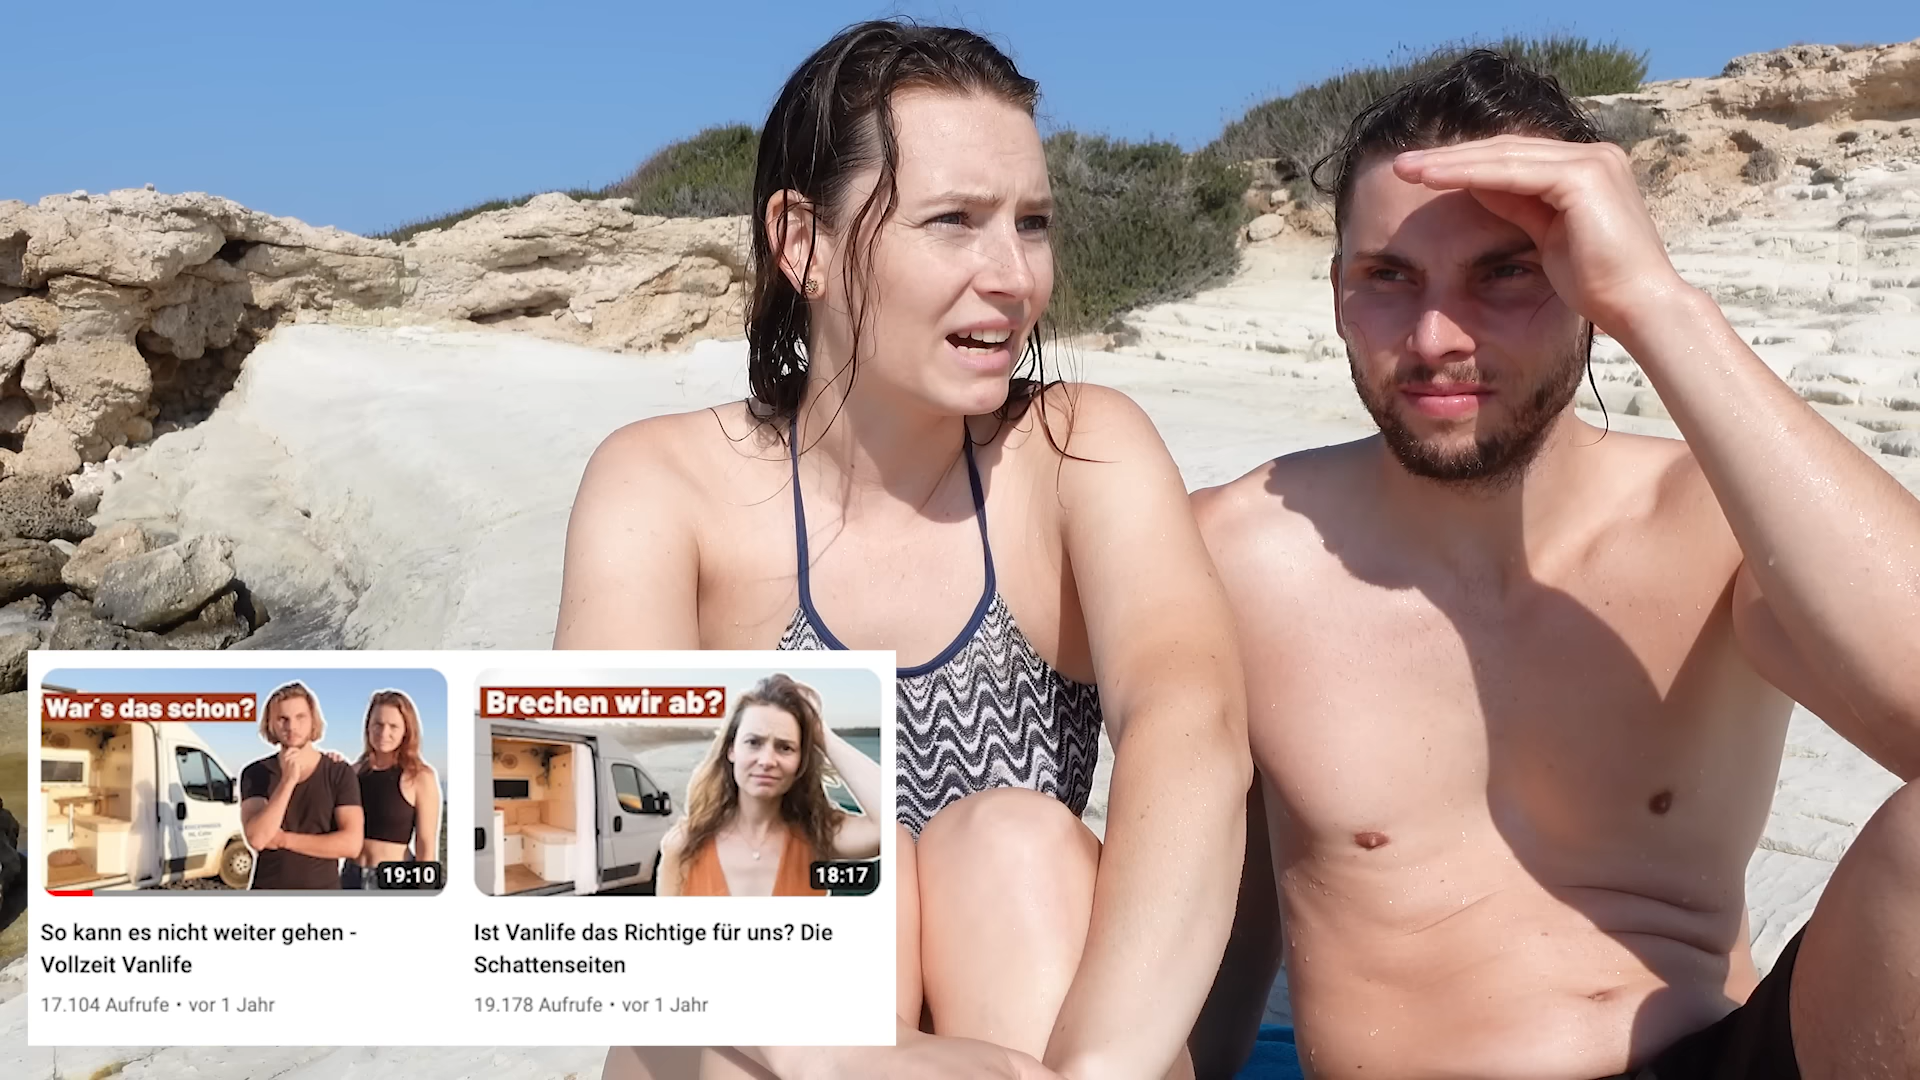 War´s das schon?
19:10
So kann es nicht weiter gehen -
Vollzeit Vanlife
17.104 Aufrufe • vor 1 Jahr
Brechen wir ab?
18:17
Ist Vanlife das Richtige für uns? Die
Schattenseiten
19.178 Aufrufe • vor 1 Jahr